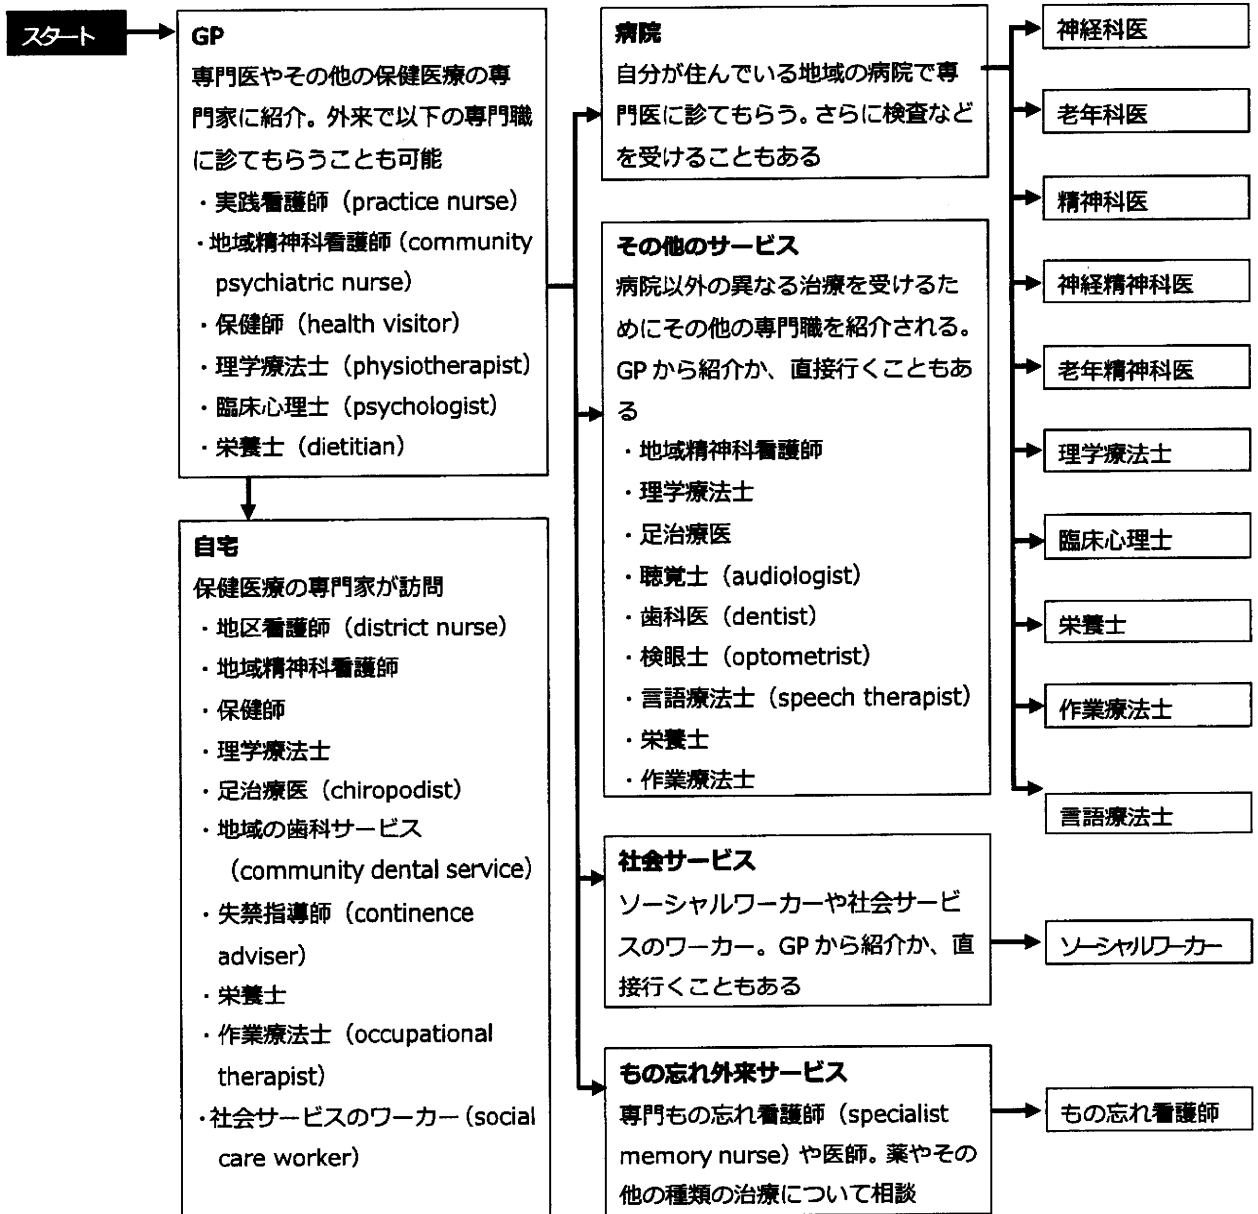 スタート
GP
専門医やその他の保健医療の専
門家に紹介。外来で以下の専門職
に診てもらうことも可能
・実践看護師（practice nurse）
・地域精神科看護師（community
psychiatric nurse）
・保健師（health visitor）
・理学療法士（physiotherapist）
・臨床心理士（psychologist）
・栄養士（dietitian）
自宅
保健医療の専門家が訪問
・地区看護師（district nurse）
・地域精神科看護師
・保健師
・理学療法士
・足治療医（chiropodist）
・地域の歯科サービス
（community dental service）
・失禁指導師（continence
adviser）
・栄養士
・作業療法士（occupational
therapist）
・社会サービスのワーカー（social
care worker）
病院
自分が住んでいる地域の病院で専
門医に診てもらう。さらに検査など
を受けることもある
その他のサービス
病院以外の異なる治療を受けるた
めにその他の専門職を紹介される。
GPから紹介か、直接行くこともあ
る
・地域精神科看護師
・理学療法士
・足治療医
・聴覚士（audiologist）
・歯科医（dentist）
・検眼士（optometrist）
・言語療法士（speech therapist）
・栄養士
・作業療法士
社会サービス
ソーシャルワーカーや社会サービ
スのワーカー。GPから紹介か、直
接行くこともある
もの忘れ外来サービス
専門もの忘れ看護師（specialist
memory nurse）や医師。薬やその
他の種類の治療について相談
神経科医
老年科医
精神科医
神経精神科医
老年精神科医
理学療法士
臨床心理士
栄養士
作業療法士
言語療法士
ソーシャルワーカー
もの忘れ看護師